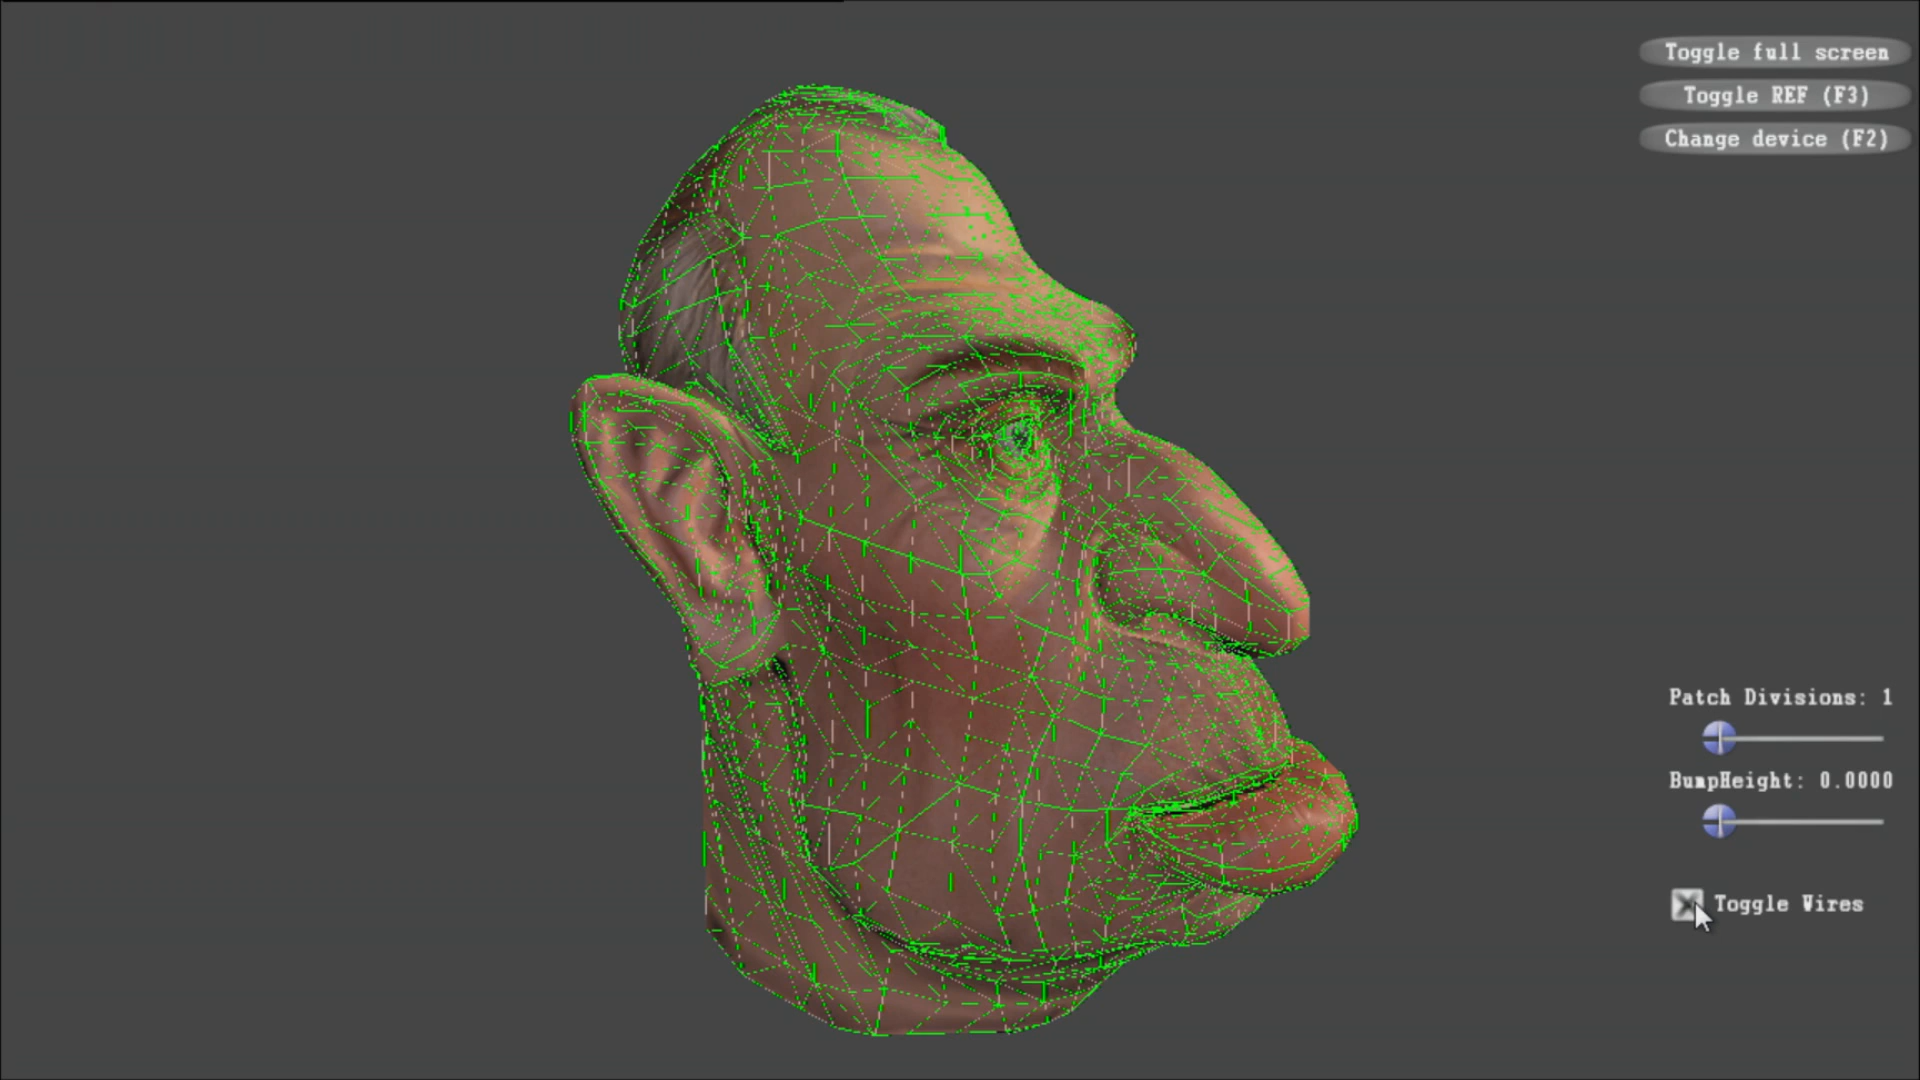 Toggle full screen
Toggle REF (F3)
Change device (F2)
Patch Divisions: 1
BumpHeight: 0.0000
Toggle Wires